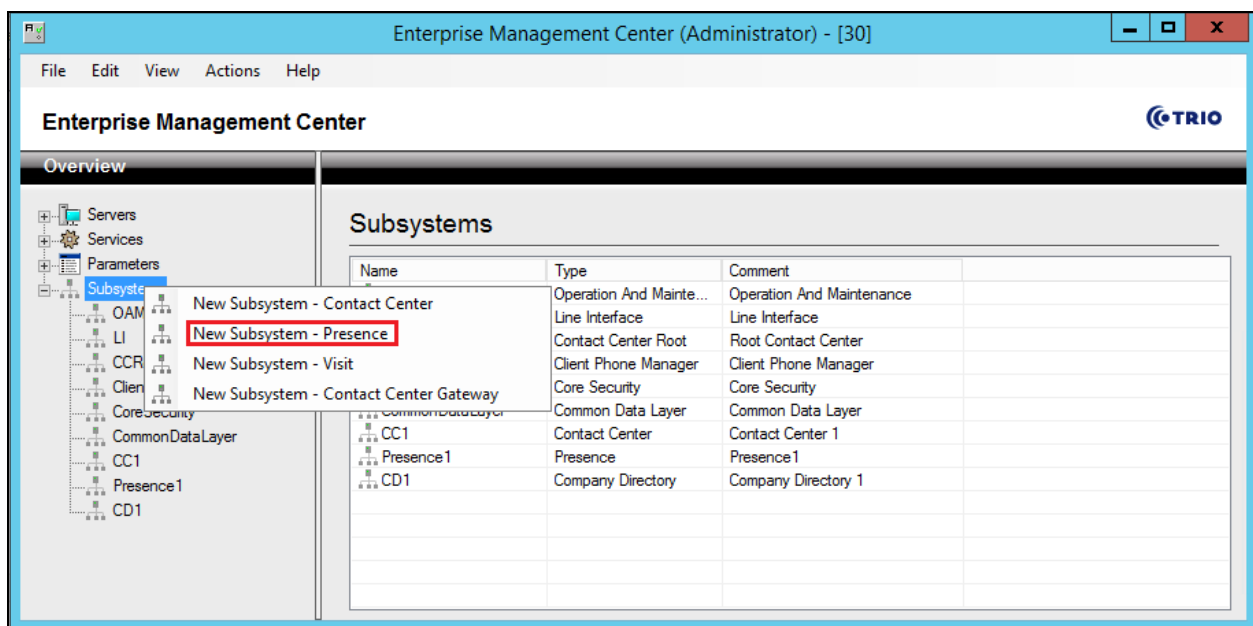 Enterprise Management Center (Administrator) - [30]
File Edit View Actions Help
Enterprise Management Center
TRIO
Overview
Servers
Services
Parameters
Subsyste
OAM
LI
CCR
Clien
CoreSecurity
CommonDataLayer
CC1
Presence1
CD1
New Subsystem - Contact Center
New Subsystem - Presence
New Subsystem - Visit
New Subsystem - Contact Center Gateway
Subsystems
Name Type Comment
Operation And Mainte... Operation And Maintenance
Line Interface Line Interface
Contact Center Root Root Contact Center
Client Phone Manager Client Phone Manager
Core Security Core Security
CommonDataLayer Common Data Layer Common Data Layer
CC1 Contact Center Contact Center 1
Presence1 Presence Presence1
CD1 Company Directory Company Directory 1